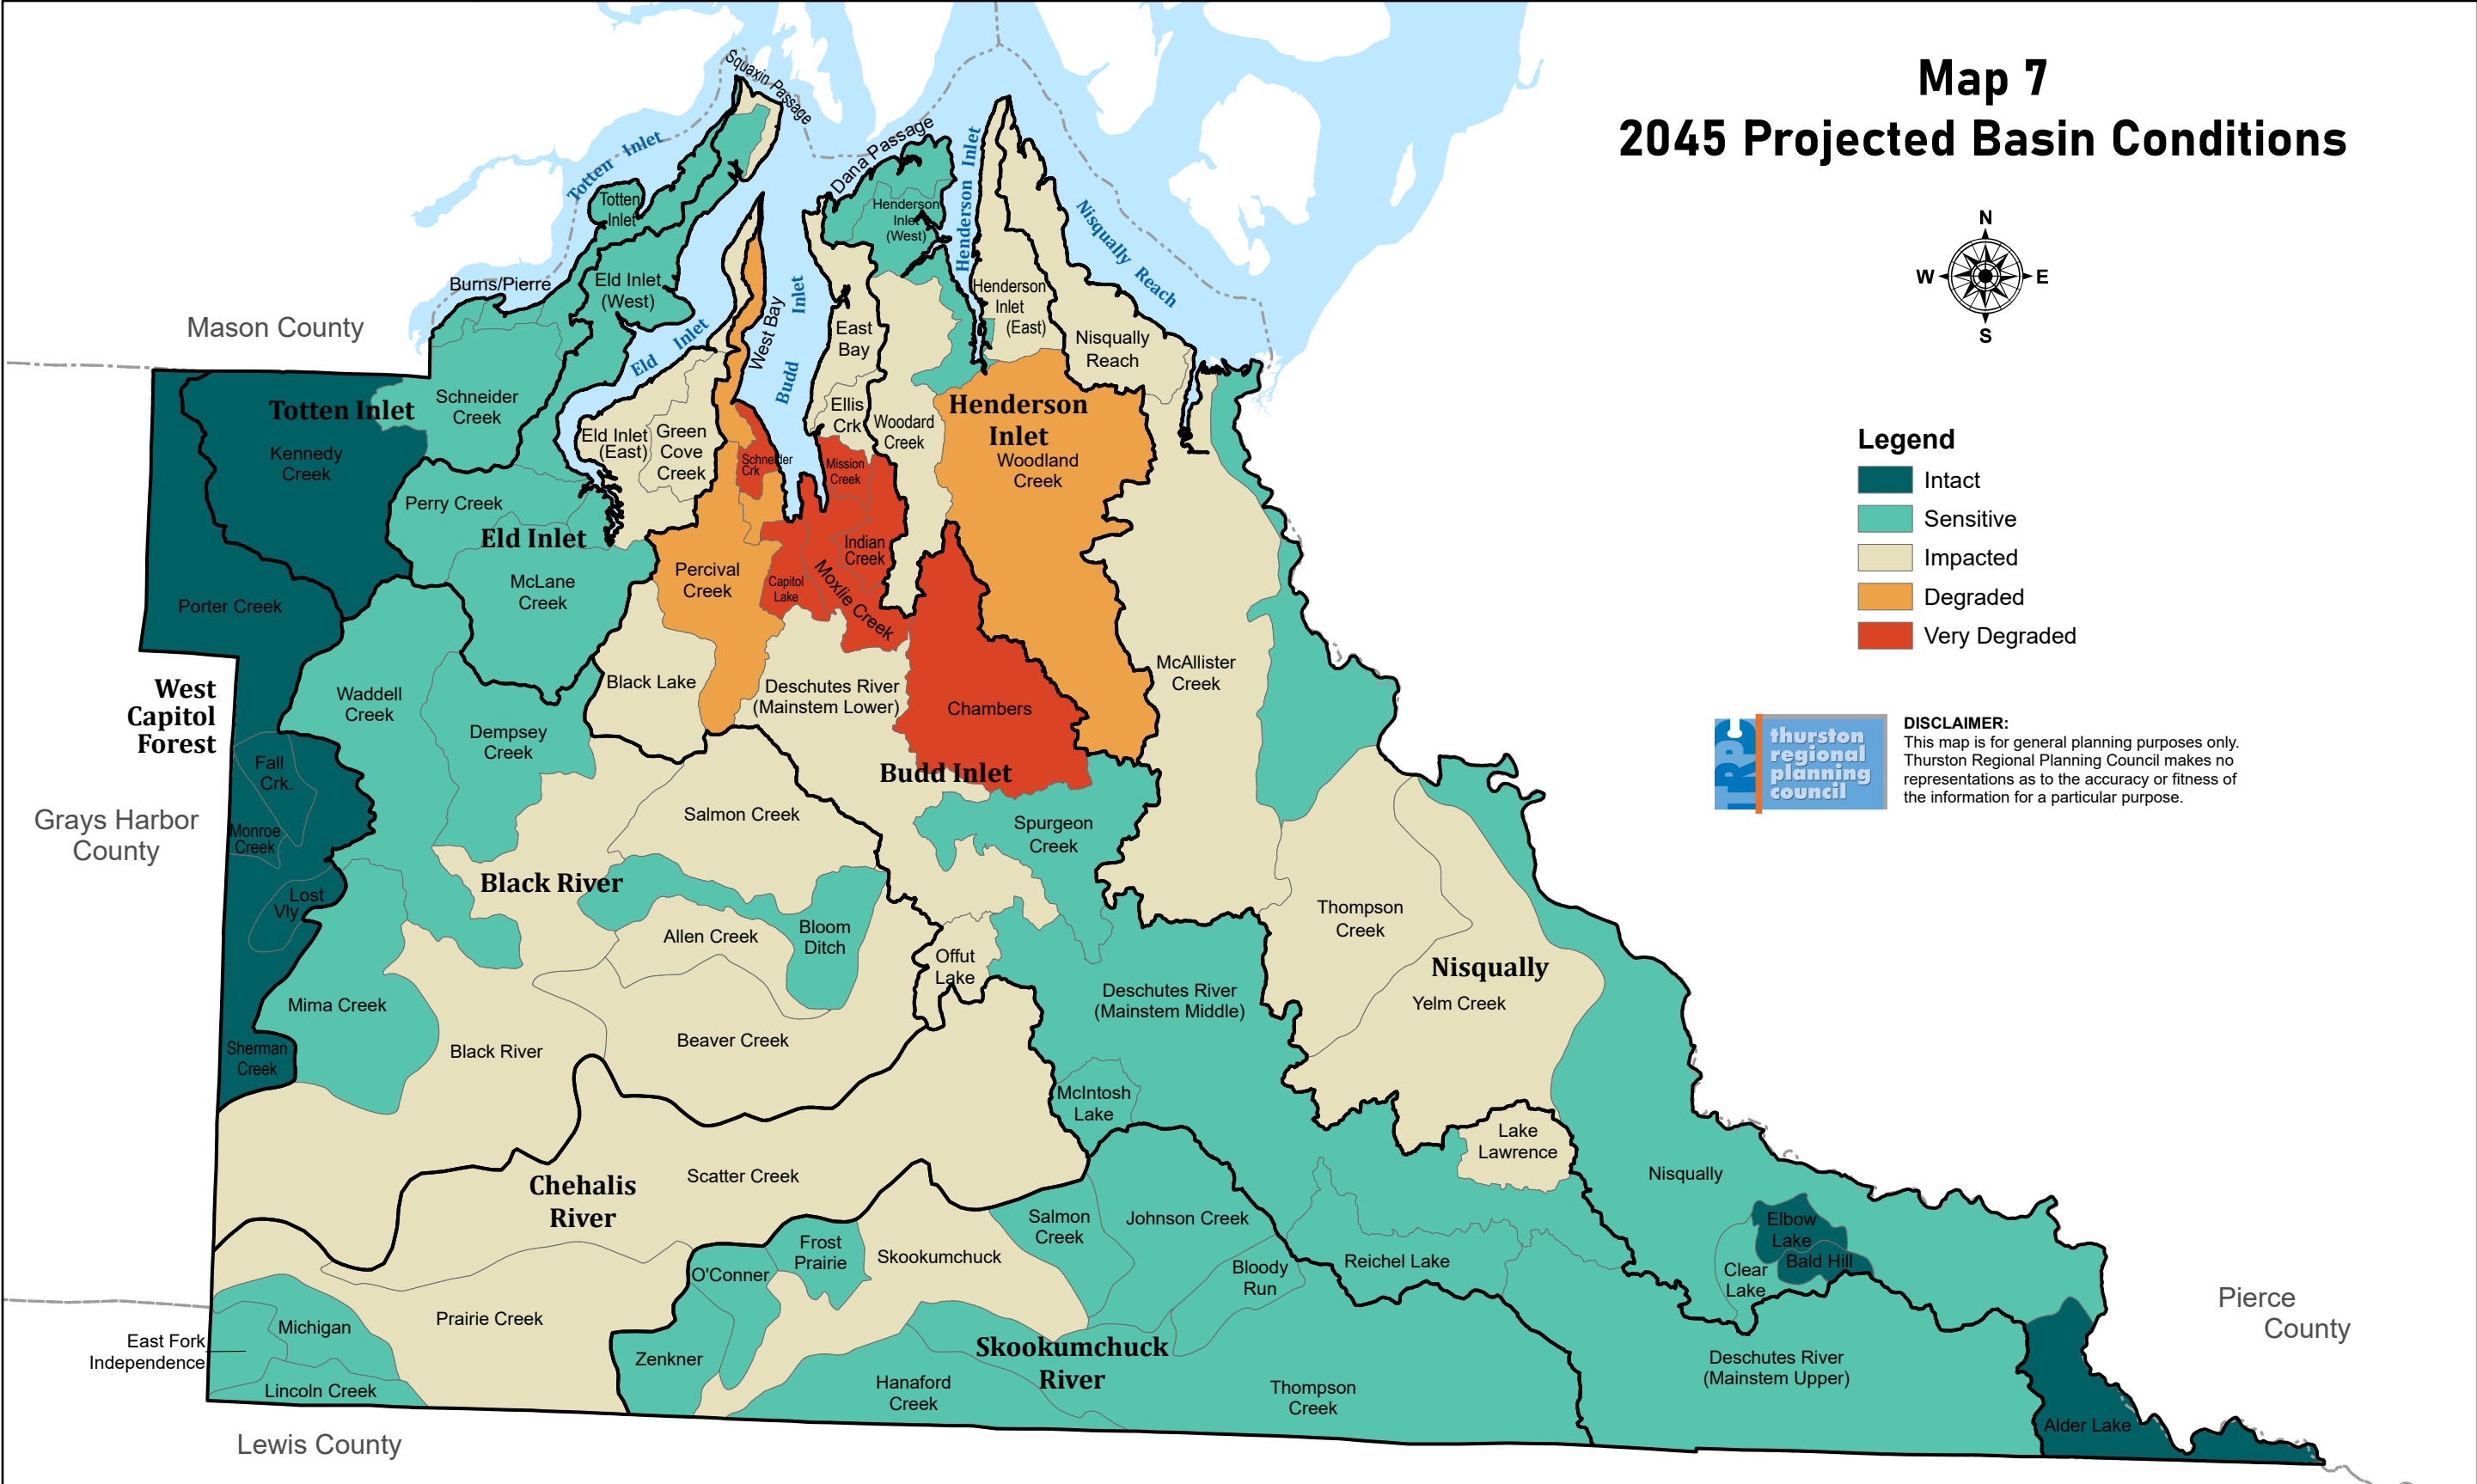 Map 7
2045 Projected Basin Conditions
N
W
E
S
Legend
Intact
Sensitive
Impacted
Degraded
Very Degraded
TRPC
thurston
regional
planning
council
DISCLAIMER:
This map is for general planning purposes only.
Thurston Regional Planning Council makes no
representations as to the accuracy or fitness of
the information for a particular purpose.
Squaxin Passage
Dana Passage
Totten Inlet
Henderson Inlet
Nisqually Reach
Eld Inlet
Budd Inlet
West Bay
Totten
Inlet
Henderson
Inlet
(West)
Burns/Pierre
Eld Inlet
(West)
Henderson
Inlet
(East)
East
Bay
Nisqually
Reach
Mason County
Totten Inlet
Kennedy
Creek
Schneider
Creek
Ellis
Crk
Woodard
Creek
Henderson
Inlet
Woodland
Creek
Eld Inlet
(East)
Green
Cove
Creek
Schneider
Crk
Mission
Creek
Perry Creek
Eld Inlet
McLane
Creek
Percival
Creek
Capitol
Lake
Indian
Creek
Moxlie Creek
Porter Creek
West
Capitol
Forest
Waddell
Creek
Dempsey
Creek
Black Lake
Deschutes River
(Mainstem Lower)
Chambers
McAllister
Creek
Budd Inlet
Fall
Crk.
Monroe
Creek
Grays Harbor
County
Salmon Creek
Spurgeon
Creek
Black River
Lost
Vly
Allen Creek
Bloom
Ditch
Offut
Lake
Thompson
Creek
Nisqually
Yelm Creek
Mima Creek
Deschutes River
(Mainstem Middle)
Sherman
Creek
Black River
Beaver Creek
McIntosh
Lake
Lake
Lawrence
Chehalis
River
Scatter Creek
Nisqually
Salmon
Creek
Johnson Creek
Elbow
Lake
Bald Hill
Clear
Lake
Frost
Prairie
Skookumchuck
O'Conner
Bloody
Run
Reichel Lake
Pierce
County
East Fork
Independence
Michigan
Prairie Creek
Lincoln Creek
Zenkner
Skookumchuck
River
Hanaford
Creek
Thompson
Creek
Deschutes River
(Mainstem Upper)
Alder Lake
Lewis County